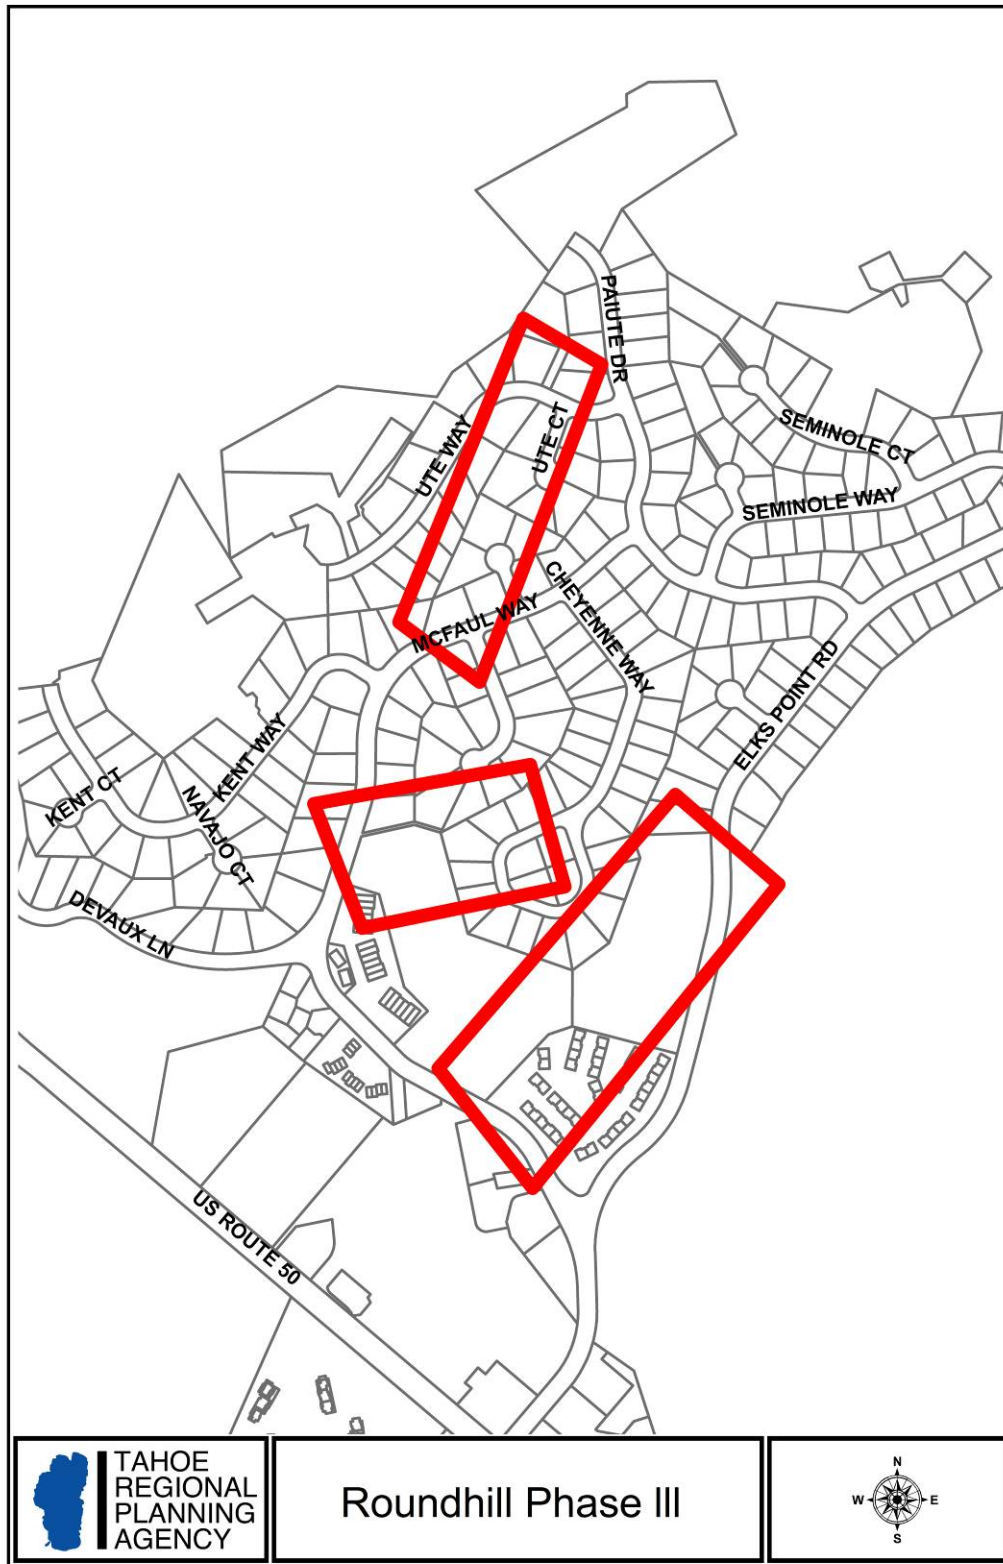 PAIUTE DR
UTE WAY
UTE CT
SEMINOLE CT
SEMINOLE WAY
CHEYENNE WAY
MCFAUL WAY
ELKS POINT RD
KENT WAY
KENT CT
NAVAJO CT
DEVAUX LN
US ROUTE 50
TAHOE
REGIONAL
PLANNING
AGENCY
Roundhill Phase III
N
W
E
S